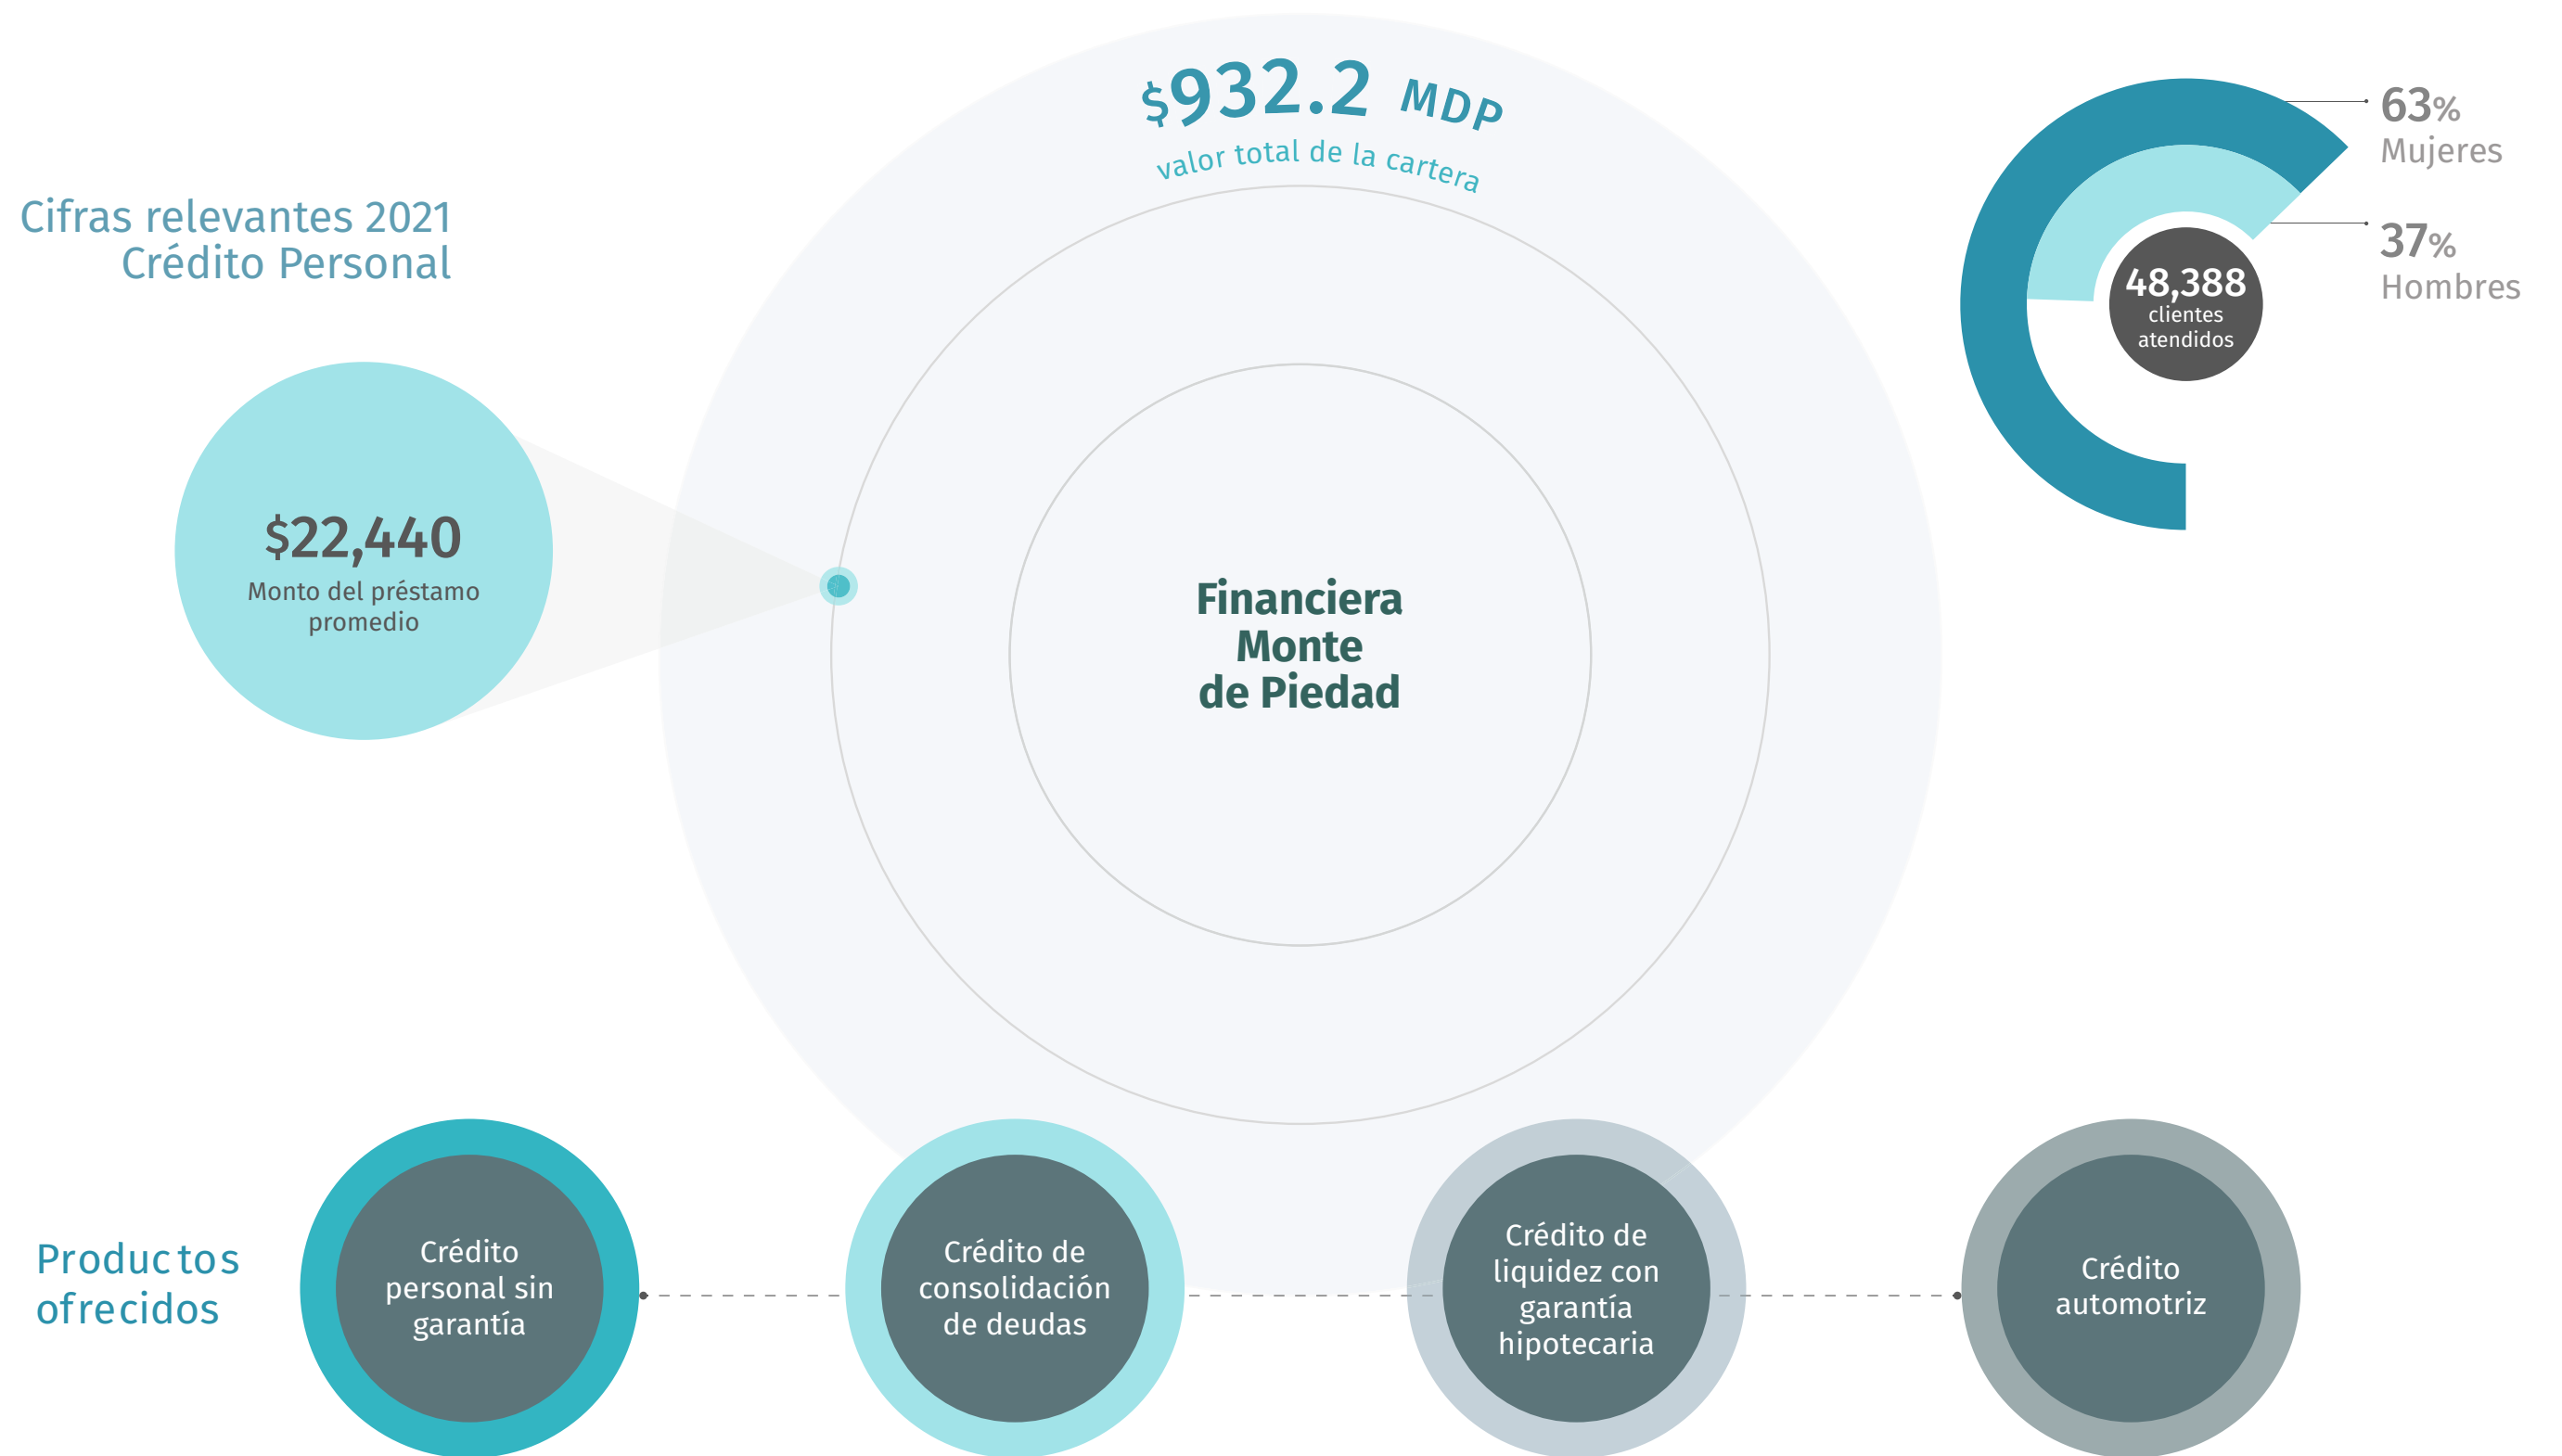 $932.2 MDP
valor total de la cartera
63%
Mujeres
37%
Hombres
48,388
clientes
atendidos
Cifras relevantes 2021
Crédito Personal
$22,440
Monto del préstamo
promedio
Financiera
Monte
de Piedad
Productos
ofrecidos
Crédito
personal sin
garantía
Crédito de
consolidación
de deudas
Crédito de
liquidez con
garantía
hipotecaria
Crédito
automotriz